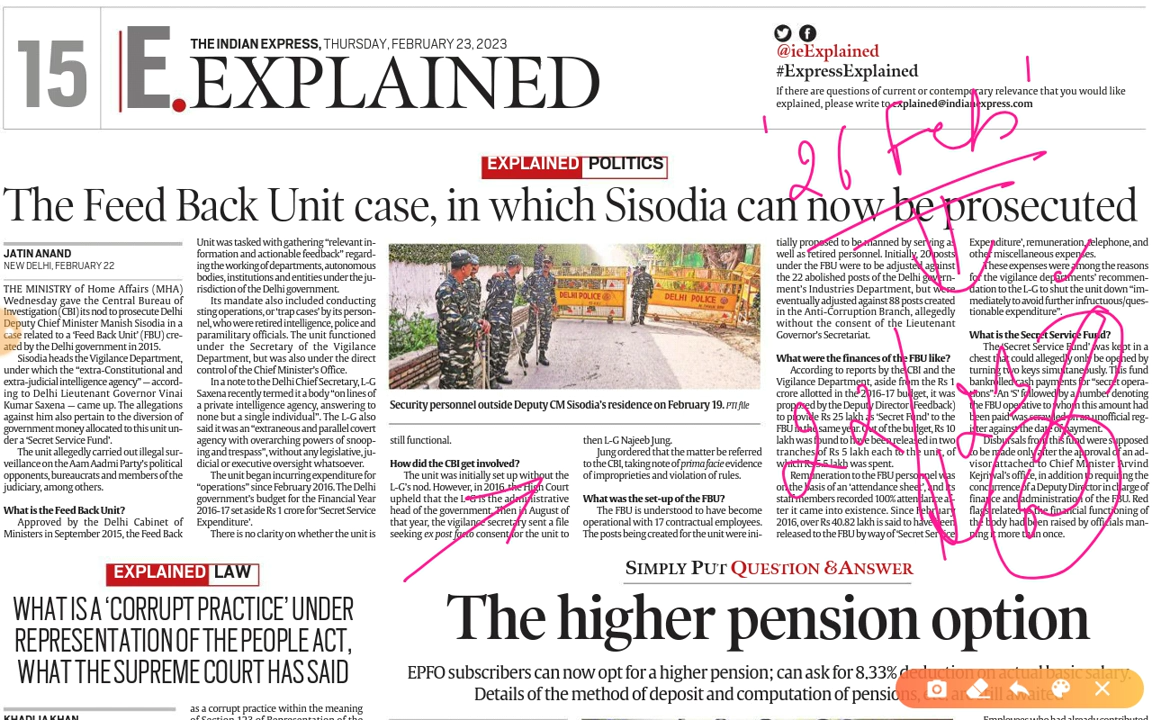 15
E.
THE INDIAN EXPRESS, THURSDAY, FEBRUARY 23, 2023
EXPLAINED
@ieExplained
#ExpressExplained
If there are questions of current or contemporary relevance that you would like
explained, please write to explained@indianexpress.com
'26 Feb'
EXPLAINED POLITICS
The Feed Back Unit case, in which Sisodia can now be prosecuted
JATIN ANAND
NEW DELHI, FEBRUARY 22
THE MINISTRY of Home Affairs (MHA)
Wednesday gave the Central Bureau of
Investigation (CBI) its nod to prosecute Delhi
Deputy Chief Minister Manish Sisodia in a
case related to a 'Feed Back Unit' (FBU) cre-
ated by the Delhi government in 2015.
Sisodia heads the Vigilance Department,
under which the "extra-Constitutional and
extra-judicial intelligence agency" — accord-
ing to Delhi Lieutenant Governor Vinai
Kumar Saxena — came up. The allegations
against him also pertain to the diversion of
government money allocated to this unit un-
der a 'Secret Service Fund'.
The unit allegedly carried out illegal sur-
veillance on the Aam Aadmi Party's political
opponents, bureaucrats and members of the
judiciary, among others.
What is the Feed Back Unit?
Approved by the Delhi Cabinet of
Ministers in September 2015, the Feed Back
Unit was tasked with gathering "relevant in-
formation and actionable feedback" regard-
ing the working of departments, autonomous
bodies, institutions and entities under the ju-
risdiction of the Delhi government.
Its mandate also included conducting
sting operations, or 'trap cases' by its person-
nel, who were retired intelligence, police and
paramilitary officials. The unit functioned
under the Secretary of the Vigilance
Department, but was also under the direct
control of the Chief Minister's Office.
In a note to the Delhi Chief Secretary, L-G
Saxena recently termed it a body "on lines of
a private intelligence agency, answering to
none but a single individual". The L-G also
said it was an "extraneous and parallel covert
agency with overarching powers of snoop-
ing and trespass", without any legislative, ju-
dicial or executive oversight whatsoever.
The unit began incurring expenditure for
"operations" since February 2016. The Delhi
government's budget for the Financial Year
2016-17 set aside Rs 1 crore for 'Secret Service
Expenditure'.
There is no clarity on whether the unit is
DELHI POLICE
DELHI POLICE
Security personnel outside Deputy CM Sisodia's residence on February 19. PTI file
still functional.
How did the CBI get involved?
The unit was initially set up without the
L-G's nod. However, in 2016, the High Court
upheld that the L-G is the administrative
head of the government. Then in August of
that year, the vigilance secretary sent a file
seeking ex post facto consent for the unit to
then L-G Najeeb Jung.
Jung ordered that the matter be referred
to the CBI, taking note of prima facie evidence
of improprieties and violation of rules.
What was the set-up of the FBU?
The FBU is understood to have become
operational with 17 contractual employees.
The posts being created for the unit were ini-
tially proposed to be manned by serving as
well as retired personnel. Initially, 20 posts
under the FBU were to be adjusted against
the 22 abolished posts of the Delhi govern-
ment's Industries Department, but were
eventually adjusted against 88 posts created
in the Anti-Corruption Branch, allegedly
without the consent of the Lieutenant
Governor's Secretariat.
What were the finances of the FBU like?
According to reports by the CBI and the
Vigilance Department, aside from the Rs 1
crore allotted in the 2016-17 budget, it was
proposed by the Deputy Director (Feedback)
to provide Rs 25 lakh as 'Secret Fund' to the
FBU in the same year. Out of the budget, Rs 10
lakh was found to have been released in two
tranches of Rs 5 lakh each to the unit, of
which Rs 5.5 lakh was spent.
Remuneration to the FBU personnel was
on the basis of an 'attendance sheet', and its
staff members recorded 100% attendance af-
ter it came into existence. Since February
2016, over Rs 40.82 lakh is said to have been
released to the FBU by way of 'Secret Service
Expenditure', remuneration, telephone, and
other miscellaneous expenses.
These expenses were among the reasons
for the vigilance departments' recommen-
dation to the L-G to shut the unit down "im-
mediately to avoid further infructuous/ques-
tionable expenditure".
What is the Secret Service Fund?
The 'Secret Service Fund' was kept in a
chest that could allegedly only be opened by
turning two keys simultaneously. This fund
bankrolled cash payments for "secret opera-
tions". An 'S' followed by a number denoting
the FBU operative to whom this amount had
been paid was scrawled on an unofficial reg-
ister against the date of payment.
Disbursals from this fund were supposed
to be made only after the approval of an ad-
visor attached to Chief Minister Arvind
Kejriwal's office, in addition to requiring the
concurrence of a Deputy Director in charge of
finance and administration of the FBU. Red
flags related to the financial functioning of
the body had been raised by officials man-
ning it more than once.
EXPLAINED LAW
WHAT IS A 'CORRUPT PRACTICE' UNDER
REPRESENTATION OF THE PEOPLE ACT,
WHAT THE SUPREME COURT HAS SAID
KHADIJA KHAN
as a corrupt practice within the meaning
of Section 123 of Representation of the
SIMPLY PUT QUESTION & ANSWER
The higher pension option
EPFO subscribers can now opt for a higher pension; can ask for 8.33% deduction on actual basic salary.
Details of the method of deposit and computation of pensions,
Employees who had already contributed